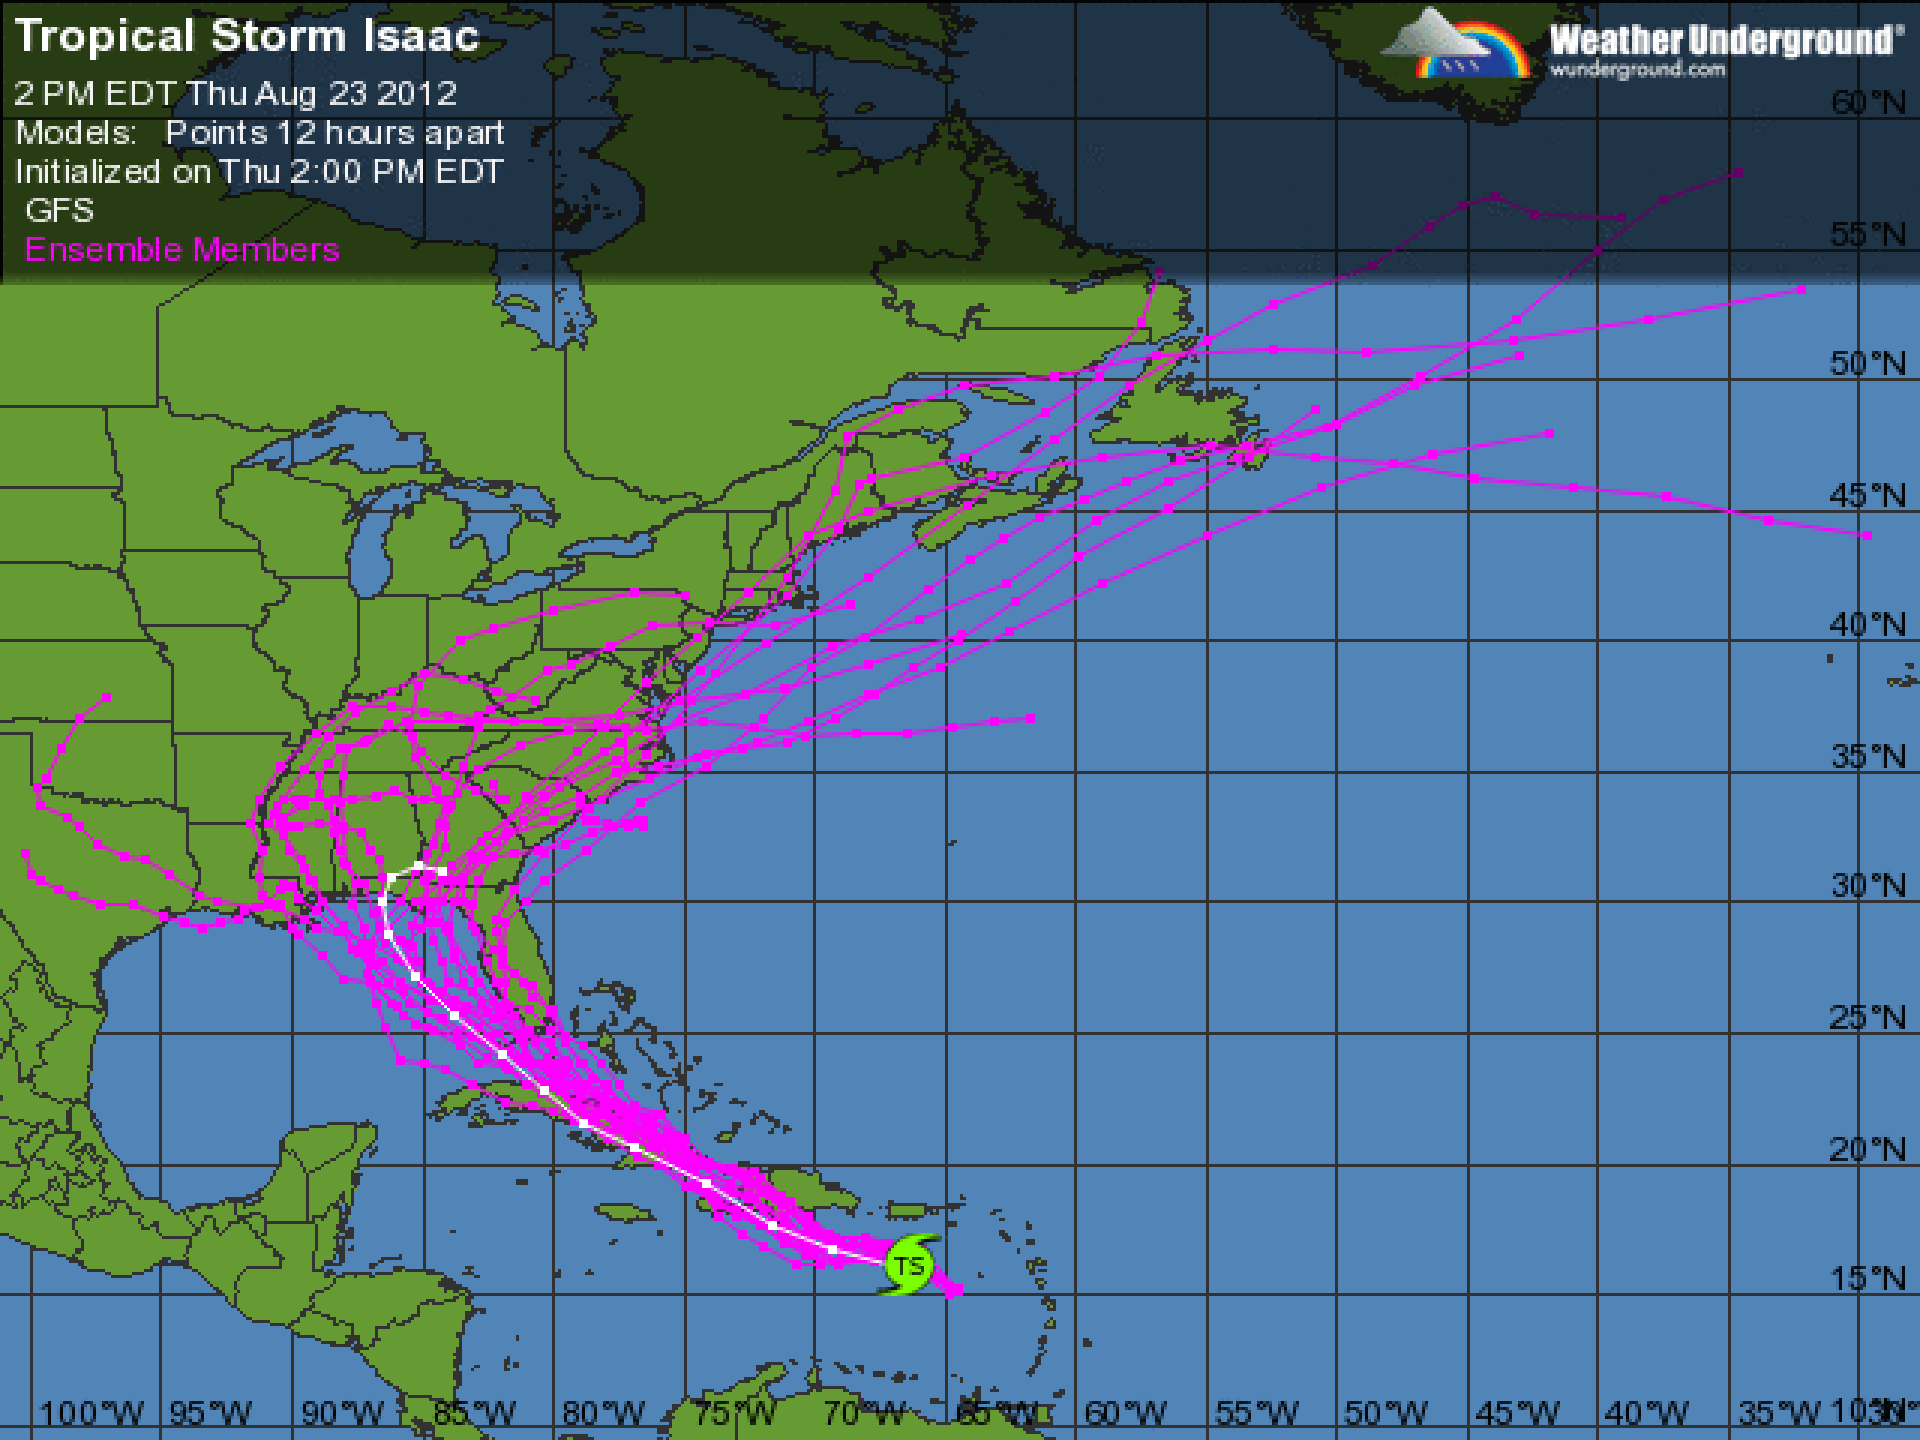 Tropical Storm Isaac
2 PM EDT Thu Aug 23 2012
Models: Points 12 hours apart
Initialized on Thu 2:00 PM EDT
GFS
Ensemble Members
Weather Underground®
wunderground.com
60°N
55°N
50°N
45°N
40°N
35°N
30°N
25°N
20°N
15°N
TS
100°W 95°W 90°W 85°W 80°W 75°W 70°W 65°W 60°W 55°W 50°W 45°W 40°W 35°W